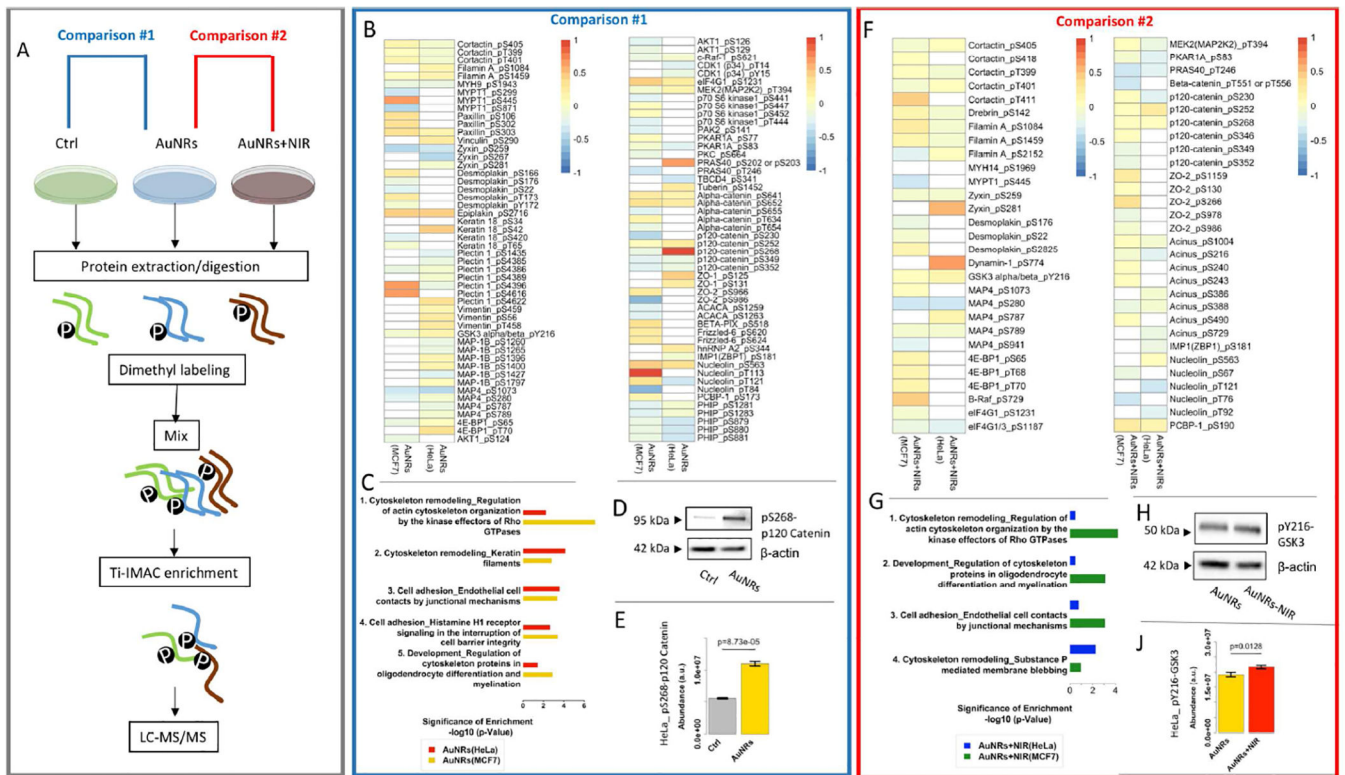 A
Comparison #1
Comparison #2
Ctrl
AuNRs
AuNRs+NIR
Protein extraction/digestion
P
P
P
Dimethyl labeling
Mix
P
P
P
Ti-IMAC enrichment
P
P
P
LC-MS/MS
Comparison #1
B
Cortactin_pS405
Cortactin_pT399
Cortactin_pT401
Filamin A_pS1084
Filamin A_pS1459
MYH9_pS1943
MYPT1_pS299
MYPT1_pS445
MYPT1_pS871
Paxillin_pS106
Paxillin_pS302
Paxillin_pS303
Vinculin_pS290
Zyxin_pS259
Zyxin_pS267
Zyxin_pS281
Desmoplakin_pS166
Desmoplakin_pS176
Desmoplakin_pS22
Desmoplakin_pT173
Desmoplakin_pY172
Epiplakin_pS2716
Keratin 18_pS34
Keratin 18_pS42
Keratin 18_pS420
Keratin 18_pT65
Plectin 1_pS1435
Plectin 1_pS4385
Plectin 1_pS4386
Plectin 1_pS4389
Plectin 1_pS4396
Plectin 1_pS4616
Plectin 1_pS4622
Vimentin_pS459
Vimentin_pS56
Vimentin_pT458
GSK3 alpha/beta_pY216
MAP-1B_pS1260
MAP-1B_pS1265
MAP-1B_pS1396
MAP-1B_pS1400
MAP-1B_pS1427
MAP-1B_pS1797
MAP4_pS1073
MAP4_pS280
MAP4_pS787
MAP4_pS789
4E-BP1_pS65
4E-BP1_pT70
AKT1_pS124
AuNRs (MCF7)
AuNRs (HeLa)
AKT1_pS126
AKT1_pS129
c-Raf-1_pS621
CDK1 (p34)_pT14
CDK1 (p34)_pY15
eIF4G1_pS1231
MEK2(MAP2K2)_pT394
p70 S6 kinase1_pS441
p70 S6 kinase1_pS447
p70 S6 kinase1_pS452
p70 S6 kinase1_pT444
PAK2_pS141
PKAR1A_pS77
PKAR1A_pS83
PKC_pS664
PRAS40_pS202 or pS203
PRAS40_pT246
TBCD4_pS341
Tuberin_pS1452
Alpha-catenin_pS641
Alpha-catenin_pS652
Alpha-catenin_pS655
Alpha-catenin_pT634
Alpha-catenin_pT654
p120-catenin_pS230
p120-catenin_pS252
p120-catenin_pS268
p120-catenin_pS349
p120-catenin_pS352
ZO-1_pS125
ZO-1_pS131
ZO-2_pS966
ZO-2_pS986
ACACA_pS1259
ACACA_pS1263
BETA-PIX_pS518
Frizzled-6_pS620
Frizzled-6_pS624
hnRNP A2_pS344
IMP1(ZBP1)_pS181
Nucleolin_pS563
Nucleolin_pT113
Nucleolin_pT121
Nucleolin_pT84
PCBP-1_pS173
PHIP_pS1281
PHIP_pS1283
PHIP_pS879
PHIP_pS880
PHIP_pS881
AuNRs (MCF7)
AuNRs (HeLa)
1
0.5
0
-0.5
-1
C
1. Cytoskeleton remodeling_Regulation
of actin cytoskeleton organization
by the kinase effectors of Rho
GTPases
2. Cytoskeleton remodeling_Keratin
filaments
3. Cell adhesion_Endothelial cell
contacts by junctional mechanisms
4. Cell adhesion_Histamine H1 receptor
signaling in the interruption of
cell barrier integrity
5. Development_Regulation of
cytoskeleton proteins in
oligodendrocyte differentiation and
myelination
0 2 4 6
Significance of Enrichment
-log10 (p-Value)
AuNRs(HeLa)
AuNRs(MCF7)
D
95 kDa
pS268-
p120 Catenin
42 kDa
β-actin
Ctrl
AuNRs
E
HeLa_ pS268-p120 Catenin
Abundance (a.u.)
0.0e+00
1.0e+07
p=8.73e-05
Ctrl
AuNRs
Comparison #2
F
Cortactin_pS405
Cortactin_pS418
Cortactin_pT399
Cortactin_pT401
Cortactin_pT411
Drebrin_pS142
Filamin A_pS1084
Filamin A_pS1459
Filamin A_pS2152
MYH14_pS1969
MYPT1_pS445
Zyxin_pS259
Zyxin_pS281
Desmoplakin_pS176
Desmoplakin_pS22
Desmoplakin_pS2825
Dynamin-1_pS774
GSK3 alpha/beta_pY216
MAP4_pS1073
MAP4_pS280
MAP4_pS787
MAP4_pS789
MAP4_pS941
4E-BP1_pS65
4E-BP1_pT68
4E-BP1_pT70
B-Raf_pS729
eIF4G1_pS1231
eIF4G1/3_pS1187
AuNRs+NIRs (MCF7)
AuNRs+NIRs (HeLa)
1
0.5
0
-0.5
-1
MEK2(MAP2K2)_pT394
PKAR1A_pS83
PRAS40_pT246
Beta-catenin_pT551 or pT556
p120-catenin_pS230
p120-catenin_pS252
p120-catenin_pS268
p120-catenin_pS346
p120-catenin_pS349
p120-catenin_pS352
ZO-2_pS1159
ZO-2_pS130
ZO-2_pS266
ZO-2_pS978
ZO-2_pS986
Acinus_pS1004
Acinus_pS216
Acinus_pS240
Acinus_pS243
Acinus_pS386
Acinus_pS388
Acinus_pS490
Acinus_pS729
IMP1(ZBP1)_pS181
Nucleolin_pS563
Nucleolin_pS67
Nucleolin_pT121
Nucleolin_pT76
Nucleolin_pT92
PCBP-1_pS190
AuNRs+NIRs (MCF7)
AuNRs+NIRs (HeLa)
1
0.5
0
-0.5
-1
G
1. Cytoskeleton remodeling_Regulation of
actin cytoskeleton organization by the
kinase effectors of Rho GTPases
2. Development_Regulation of cytoskeleton
proteins in oligodendrocyte
differentiation and myelination
3. Cell adhesion_Endothelial cell contacts
by junctional mechanisms
4. Cytoskeleton remodeling_Substance P
mediated membrane blebbing
0 1 2 3 4
Significance of Enrichment
-log10 (p-Value)
AuNRs+NIR(HeLa)
AuNRs+NIR(MCF7)
H
50 kDa
pY216-
GSK3
42 kDa
β-actin
AuNRs
AuNRs-NIR
J
HeLa_ pY216-GSK3
Abundance (a.u.)
0.0e+00
1.5e+07
3.0e+07
p=0.0128
AuNRs
AuNRs+NIR